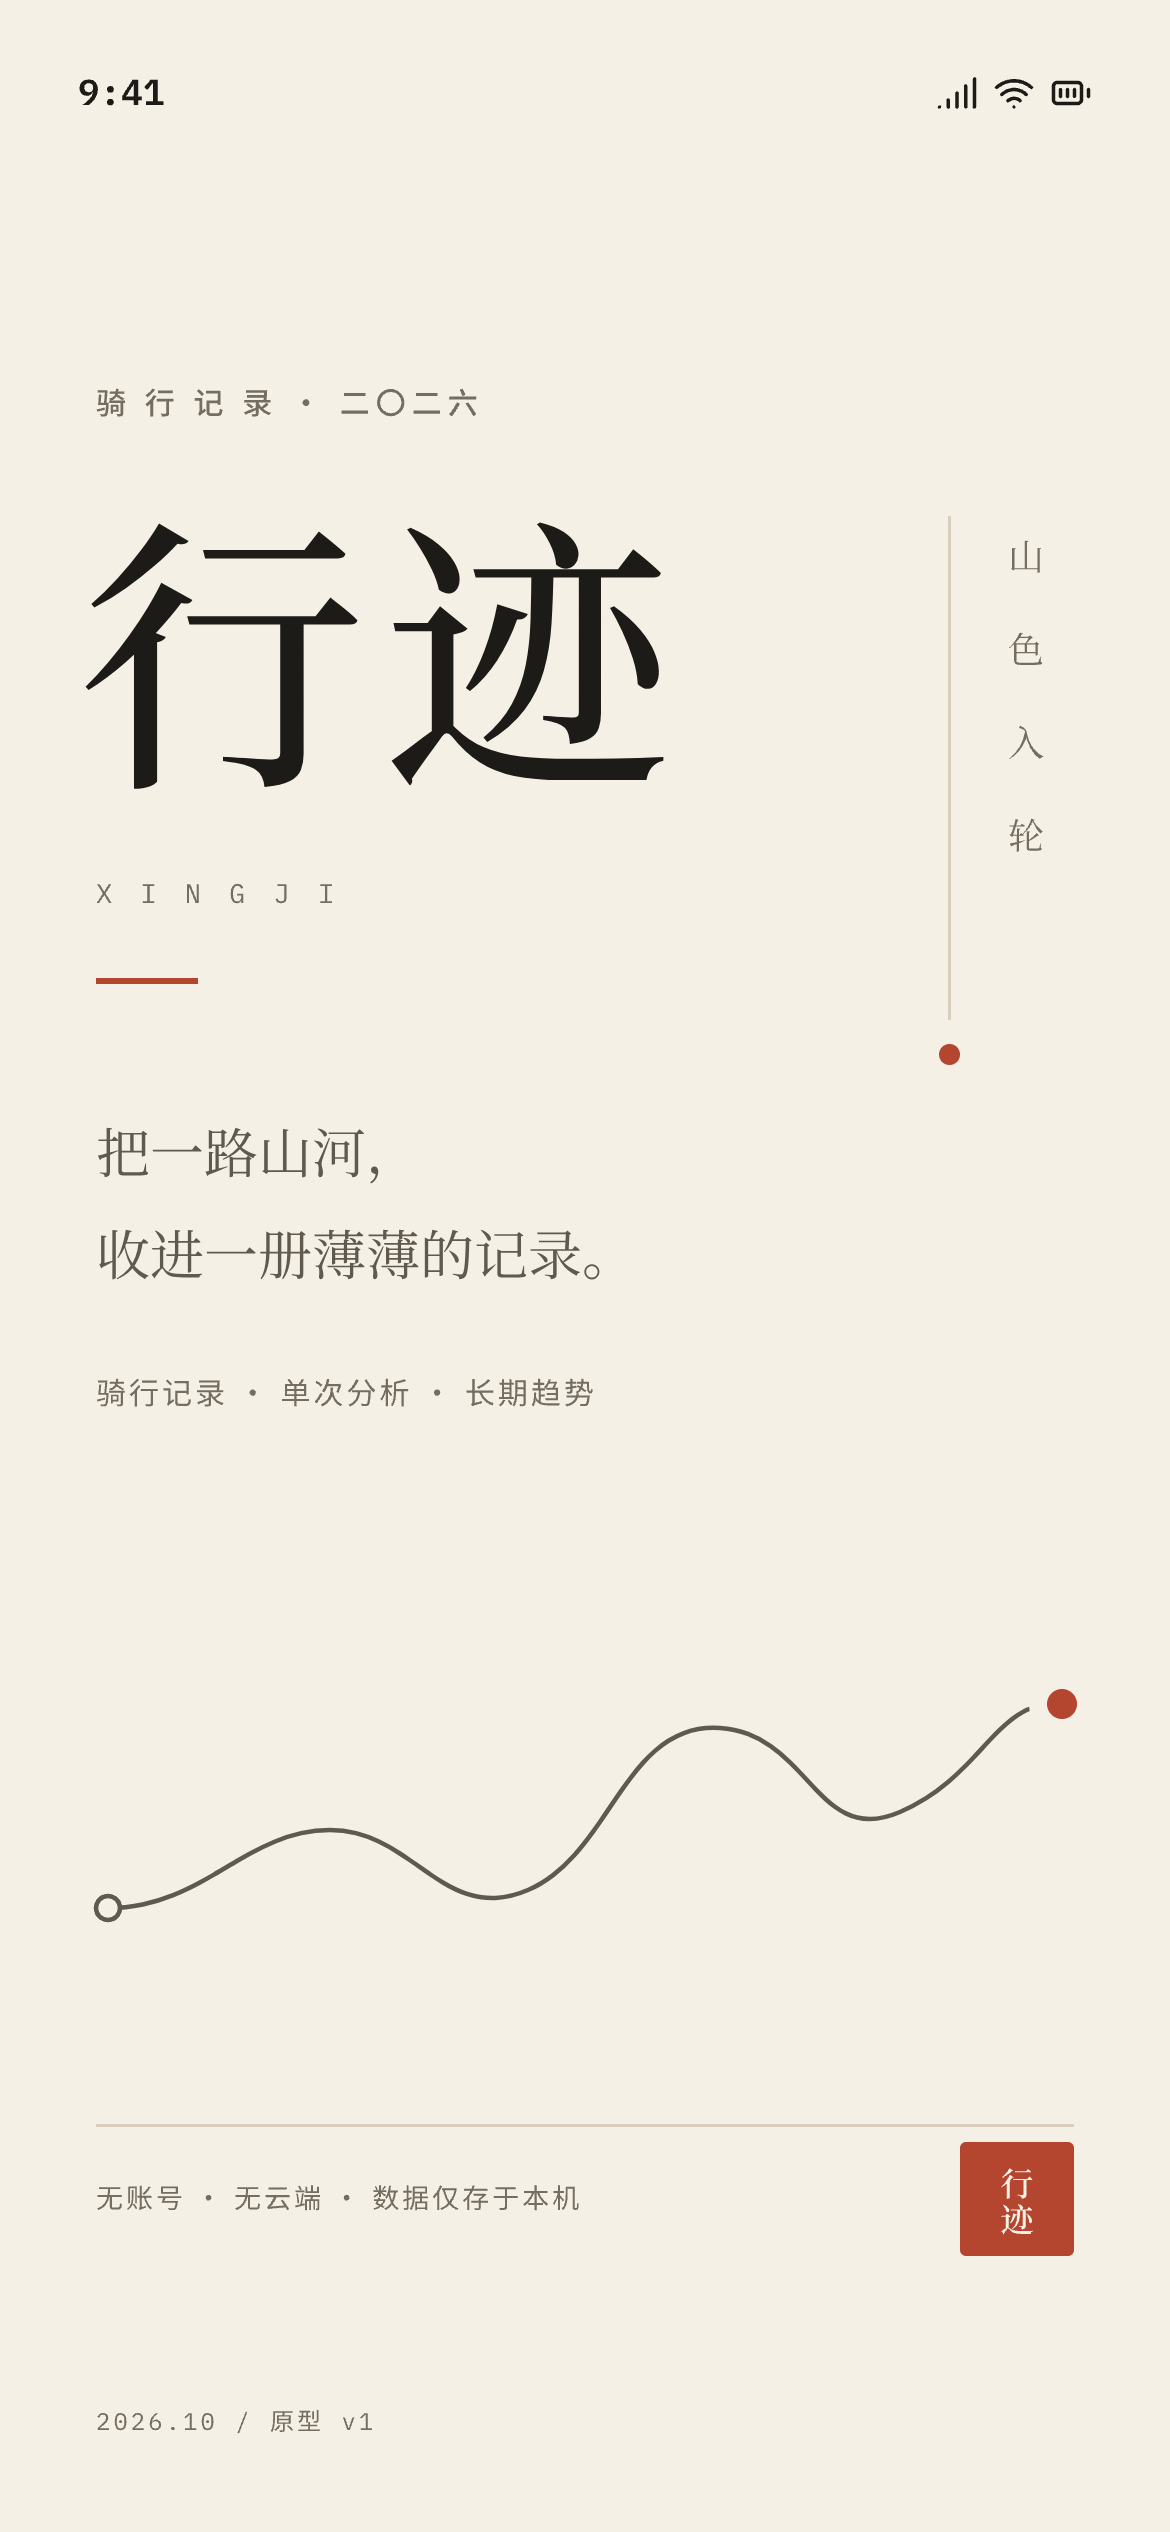 9:41
骑行记录 · 二〇二六
行迹
山色入轮
XINGJI
把一路山河，
收进一册薄薄的记录。
骑行记录 · 单次分析 · 长期趋势
无账号 · 无云端 · 数据仅存于本机
行迹
2026.10 / 原型 v1